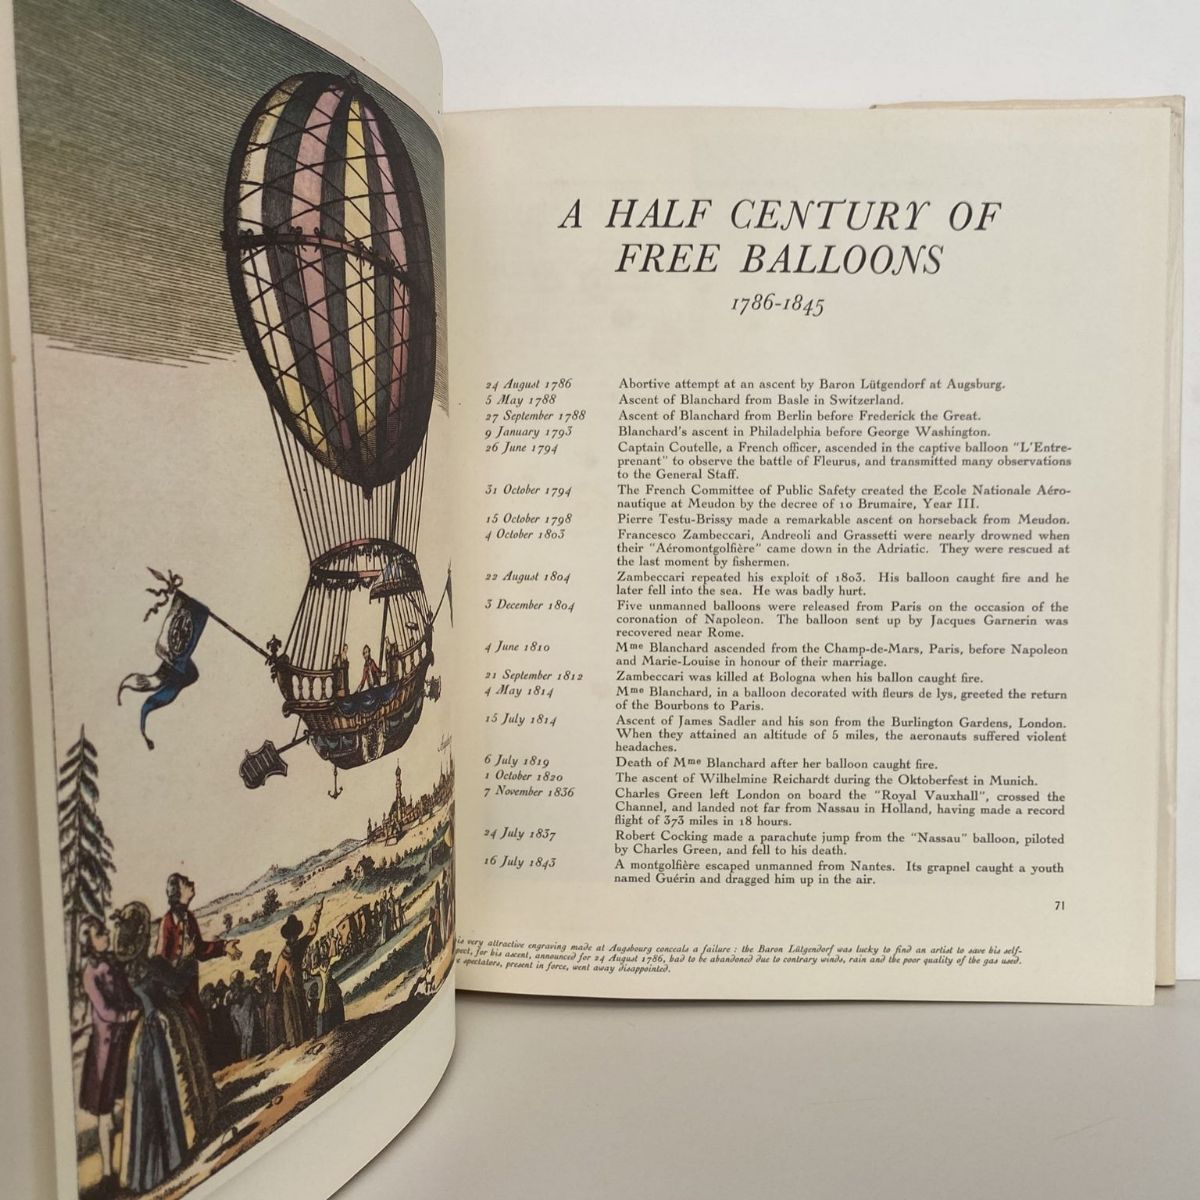 A HALF CENTURY OF
FREE BALLOONS
1786-1845
24 August 1786 Abortive attempt at an ascent by Baron Lütgendorf at Augsburg.
5 May 1788 Ascent of Blanchard from Basle in Switzerland.
27 September 1788 Ascent of Blanchard from Berlin before Frederick the Great.
9 January 1793 Blanchard's ascent in Philadelphia before George Washington.
26 June 1794 Captain Coutelle, a French officer, ascended in the captive balloon "L'Entre-
prenant" to observe the battle of Fleurus, and transmitted many observations
to the General Staff.
31 October 1794 The French Committee of Public Safety created the Ecole Nationale Aéro-
nautique at Meudon by the decree of 10 Brumaire, Year III.
15 October 1798 Pierre Testu-Brissy made a remarkable ascent on horseback from Meudon.
4 October 1803 Francesco Zambeccari, Andreoli and Grassetti were nearly drowned when
their "Aéromontgolfière" came down in the Adriatic. They were rescued at
the last moment by fishermen.
22 August 1804 Zambeccari repeated his exploit of 1803. His balloon caught fire and he
later fell into the sea. He was badly hurt.
3 December 1804 Five unmanned balloons were released from Paris on the occasion of the
coronation of Napoleon. The balloon sent up by Jacques Garnerin was
recovered near Rome.
4 June 1810 Mme Blanchard ascended from the Champ-de-Mars, Paris, before Napoleon
and Marie-Louise in honour of their marriage.
21 September 1812 Zambeccari was killed at Bologna when his ballon caught fire.
4 May 1814 Mme Blanchard, in a balloon decorated with fleurs de lys, greeted the return
of the Bourbons to Paris.
15 July 1814 Ascent of James Sadler and his son from the Burlington Gardens, London.
When they attained an altitude of 5 miles, the aeronauts suffered violent
headaches.
6 July 1819 Death of Mme Blanchard after her balloon caught fire.
1 October 1820 The ascent of Wilhelmine Reichardt during the Oktoberfest in Munich.
7 November 1836 Charles Green left London on board the "Royal Vauxhall", crossed the
Channel, and landed not far from Nassau in Holland, having made a record
flight of 373 miles in 18 hours.
24 July 1837 Robert Cocking made a parachute jump from the "Nassau" balloon, piloted
by Charles Green, and fell to his death.
16 July 1843 A montgolfière escaped unmanned from Nantes. Its grapnel caught a youth
named Guérin and dragged him up in the air.
71
very attractive engraving made at Augsbourg conceals a failure : the Baron Lütgendorf was lucky to find an artist to save his self-
for his ascent, announced for 24 August 1786, had to be abandoned due to contrary winds, rain and the poor quality of the gas used.
spectators, present in force, went away disappointed.